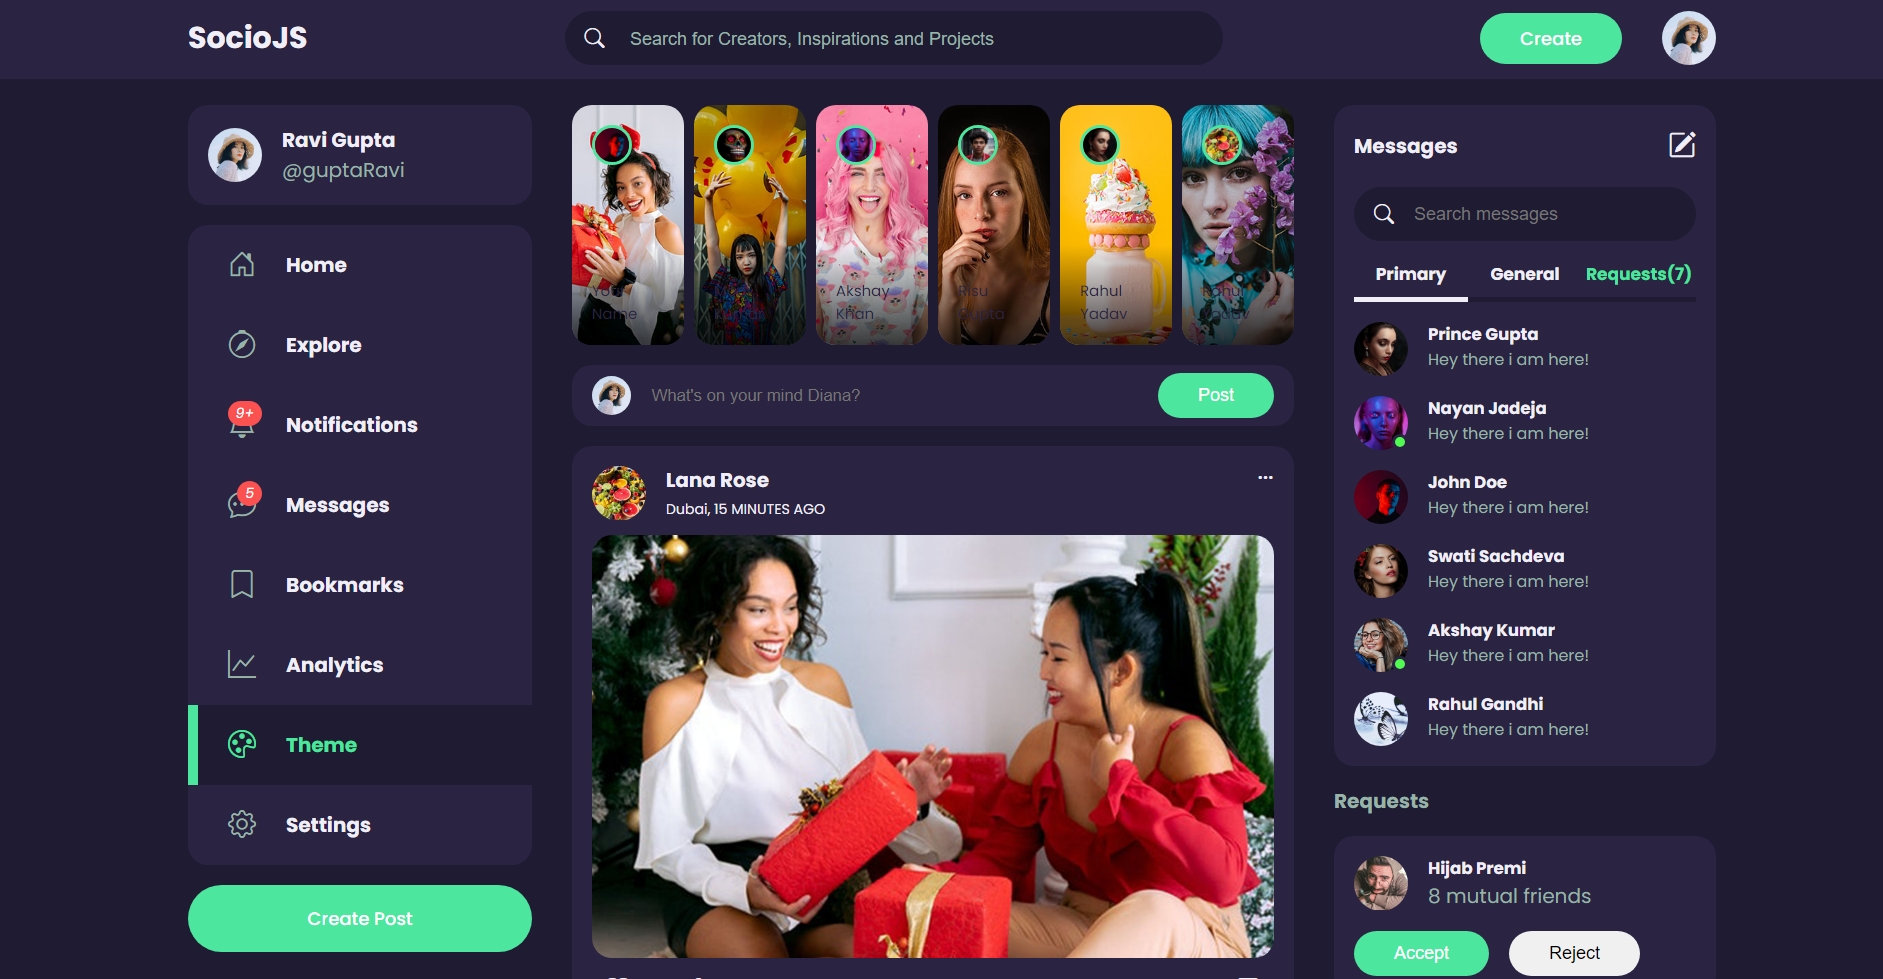 SocioJS
Search for Creators, Inspirations and Projects
Create
Ravi Gupta
@guptaRavi
Home
Explore
9+
Notifications
5
Messages
Bookmarks
Analytics
Theme
Settings
Create Post
Your
Name
Kumar
Akshay
Khan
Risu
Gupta
Rahul
Yadav
Rahul
Yadav
What's on your mind Diana?
Post
Lana Rose
Dubai, 15 MINUTES AGO
Messages
Search messages
Primary
General
Requests(7)
Prince Gupta
Hey there i am here!
Nayan Jadeja
Hey there i am here!
John Doe
Hey there i am here!
Swati Sachdeva
Hey there i am here!
Akshay Kumar
Hey there i am here!
Rahul Gandhi
Hey there i am here!
Requests
Hijab Premi
8 mutual friends
Accept
Reject